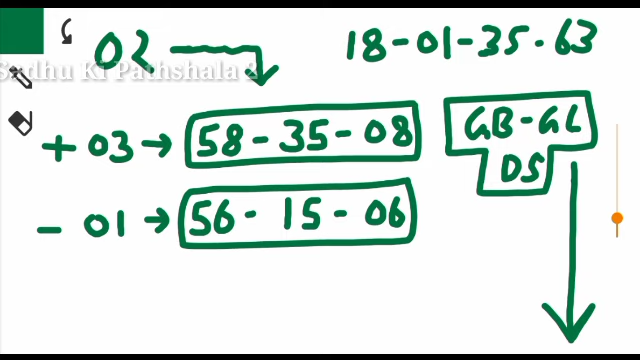 02 18-01-35-63
Sadhu Ki Pathshala &
+ 03 → 58-35-08 GB-GL
DS
- 01 → 56-15-06